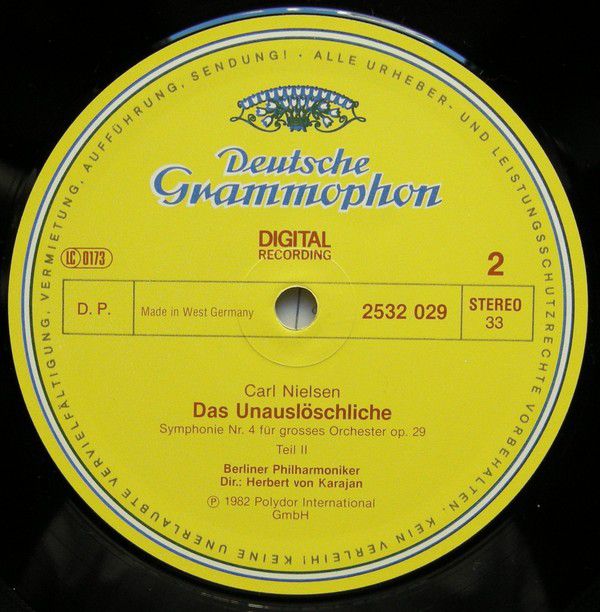 ALLE URHEBER- UND LEISTUNGSSCHUTZRECHTE VORBEHALTEN. KEIN VERLEIH! KEINE UNERLAUBTE VERVIELFÄLTIGUNG, VERMIETUNG, AUFFÜHRUNG, SENDUNG! ·
Deutsche
Grammophon
DIGITAL
RECORDING
LC 0173
2
D. P.
Made in West Germany
2532 029
STEREO
33
Carl Nielsen
Das Unauslöschliche
Symphonie Nr. 4 für grosses Orchester op. 29
Teil II
Berliner Philharmoniker
Dir.: Herbert von Karajan
Ⓟ 1982 Polydor International
GmbH